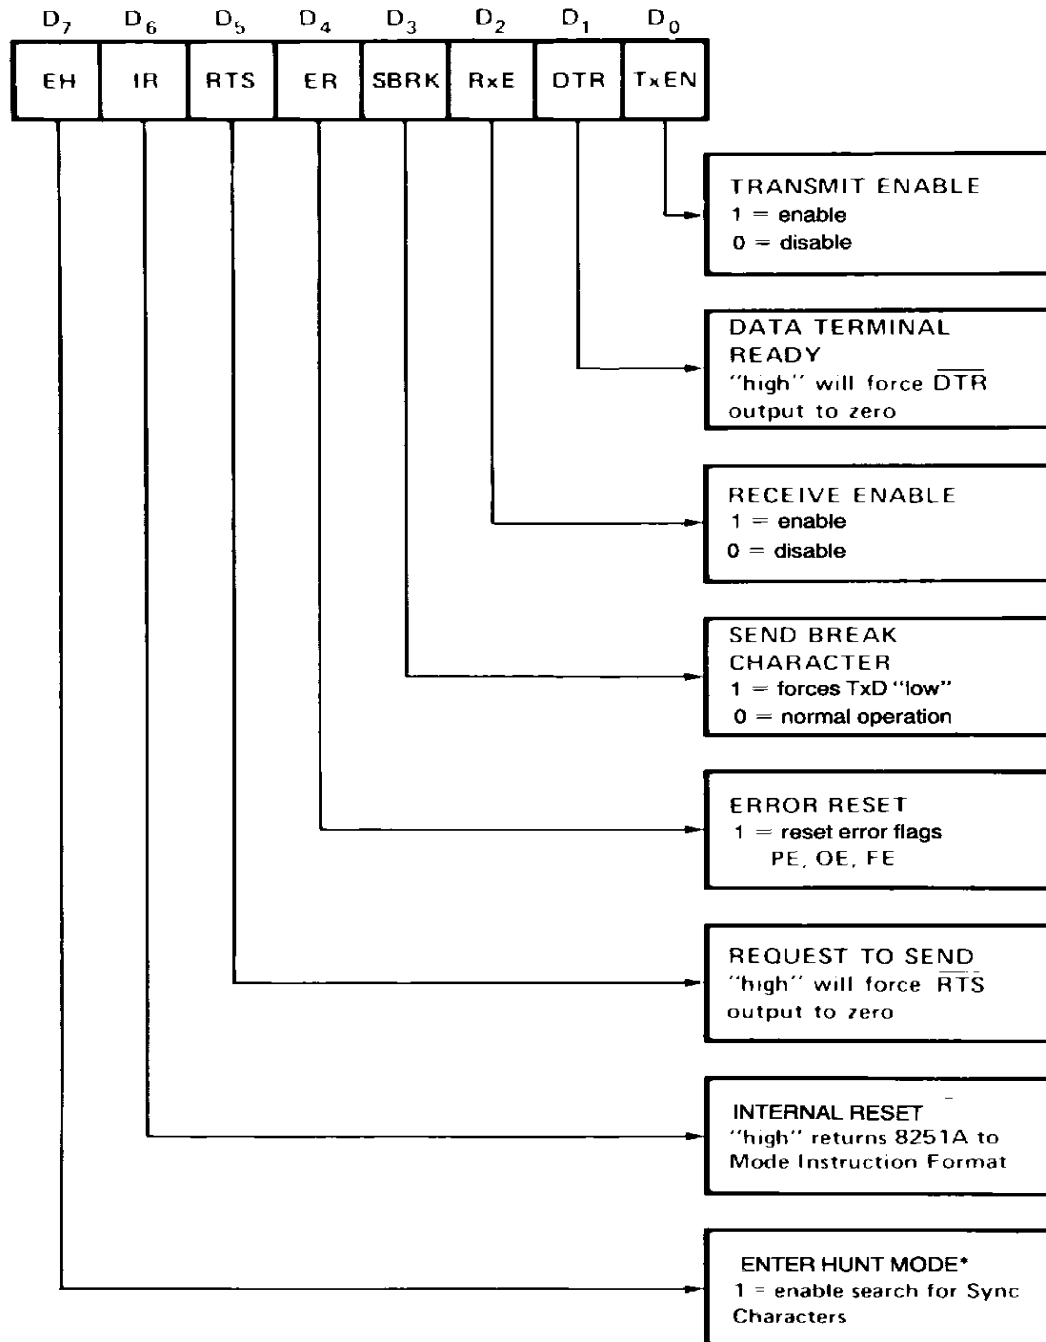 D7 D6 D5 D4 D3 D2 D1 D0
EH IR RTS ER SBRK RxE DTR TxEN
TRANSMIT ENABLE
1 = enable
0 = disable
DATA TERMINAL
READY
"high" will force D̅T̅R̅
output to zero
RECEIVE ENABLE
1 = enable
0 = disable
SEND BREAK
CHARACTER
1 = forces TxD "low"
0 = normal operation
ERROR RESET
1 = reset error flags
PE, OE, FE
REQUEST TO SEND
"high" will force R̅T̅S̅
output to zero
INTERNAL RESET
"high" returns 8251A to
Mode Instruction Format
ENTER HUNT MODE*
1 = enable search for Sync
Characters